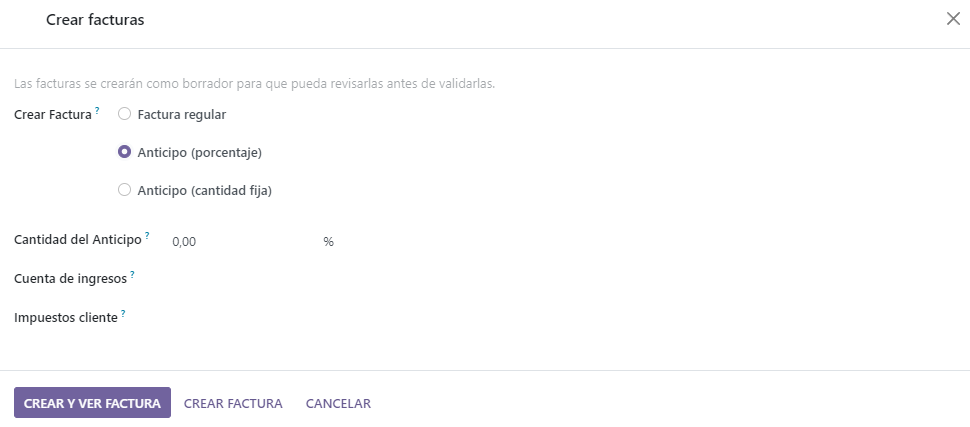 Crear facturas
Las facturas se crearán como borrador para que pueda revisarlas antes de validarlas.
Crear Factura ? Factura regular
Anticipo (porcentaje)
Anticipo (cantidad fija)
Cantidad del Anticipo ? 0,00 %
Cuenta de ingresos ?
Impuestos cliente ?
CREAR Y VER FACTURA CREAR FACTURA CANCELAR